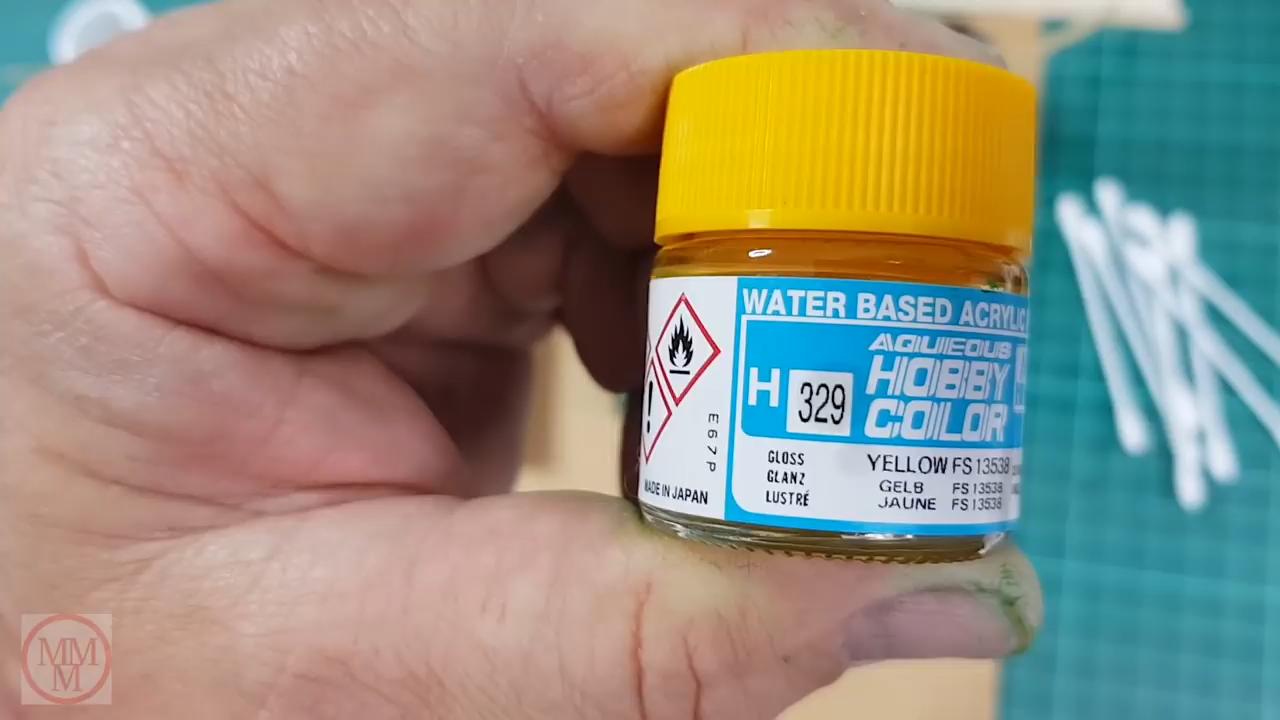 WATER BASED ACRYLIC
AQUEOUS
HOBBY
COLOR
H 329
E67P
GLOSS
GLANZ
LUSTRÉ
YELLOW FS13538
GELB FS13538
JAUNE FS13538
MADE IN JAPAN
MMM